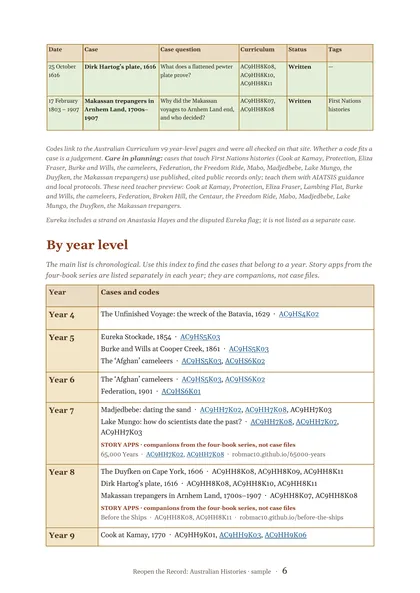 Date Case Case question Curriculum Status Tags
25 October 1616 Dirk Hartog's plate, 1616 What does a flattened pewter plate prove? AC9HH8K08, AC9HH8K10, AC9HH8K11 Written —
17 February 1803 – 1907 Makassan trepangers in Arnhem Land, 1700s–1907 Why did the Makassan voyages to Arnhem Land end, and who decided? AC9HH8K07, AC9HH8K08 Written First Nations histories
Codes link to the Australian Curriculum v9 year-level pages and were all checked on that site. Whether a code fits a
case is a judgement. Care in planning: cases that touch First Nations histories (Cook at Kamay, Protection, Eliza
Fraser, Burke and Wills, the cameleers, Federation, the Freedom Ride, Mabo, Madjedbebe, Lake Mungo, the
Duyfken, the Makassan trepangers) use published, cited public records only; teach them with AIATSIS guidance
and local protocols. These need teacher preview: Cook at Kamay, Protection, Eliza Fraser, Lambing Flat, Burke
and Wills, the cameleers, Federation, Broken Hill, the Centaur, the Freedom Ride, Mabo, Madjedbebe, Lake
Mungo, the Duyfken, the Makassan trepangers.
Eureka includes a strand on Anastasia Hayes and the disputed Eureka flag; it is not listed as a separate case.
By year level
The main list is chronological. Use this index to find the cases that belong to a year. Story apps from the
four-book series are listed separately in each year; they are companions, not case files.
Year Cases and codes
Year 4 The Unfinished Voyage: the wreck of the Batavia, 1629 · AC9HS4K02
Year 5 Eureka Stockade, 1854 · AC9HS5K03
Burke and Wills at Cooper Creek, 1861 · AC9HS5K03
The 'Afghan' cameleers · AC9HS5K03, AC9HS6K02
Year 6 The 'Afghan' cameleers · AC9HS5K03, AC9HS6K02
Federation, 1901 · AC9HS6K01
Year 7 Madjedbebe: dating the sand · AC9HH7K02, AC9HH7K08, AC9HH7K03
Lake Mungo: how do scientists date the past? · AC9HH7K08, AC9HH7K07,
AC9HH7K03
STORY APPS · companions from the four-book series, not case files
65,000 Years · AC9HH7K02, AC9HH7K08 · robmac10.github.io/65000-years
Year 8 The Duyfken on Cape York, 1606 · AC9HH8K08, AC9HH8K09, AC9HH8K11
Dirk Hartog's plate, 1616 · AC9HH8K08, AC9HH8K10, AC9HH8K11
Makassan trepangers in Arnhem Land, 1700s–1907 · AC9HH8K07, AC9HH8K08
STORY APPS · companions from the four-book series, not case files
Before the Ships · AC9HH8K08, AC9HH8K11 · robmac10.github.io/before-the-ships
Year 9 Cook at Kamay, 1770 · AC9HH9K01, AC9HH9K03, AC9HH9K06
Reopen the Record: Australian Histories · sample · 6